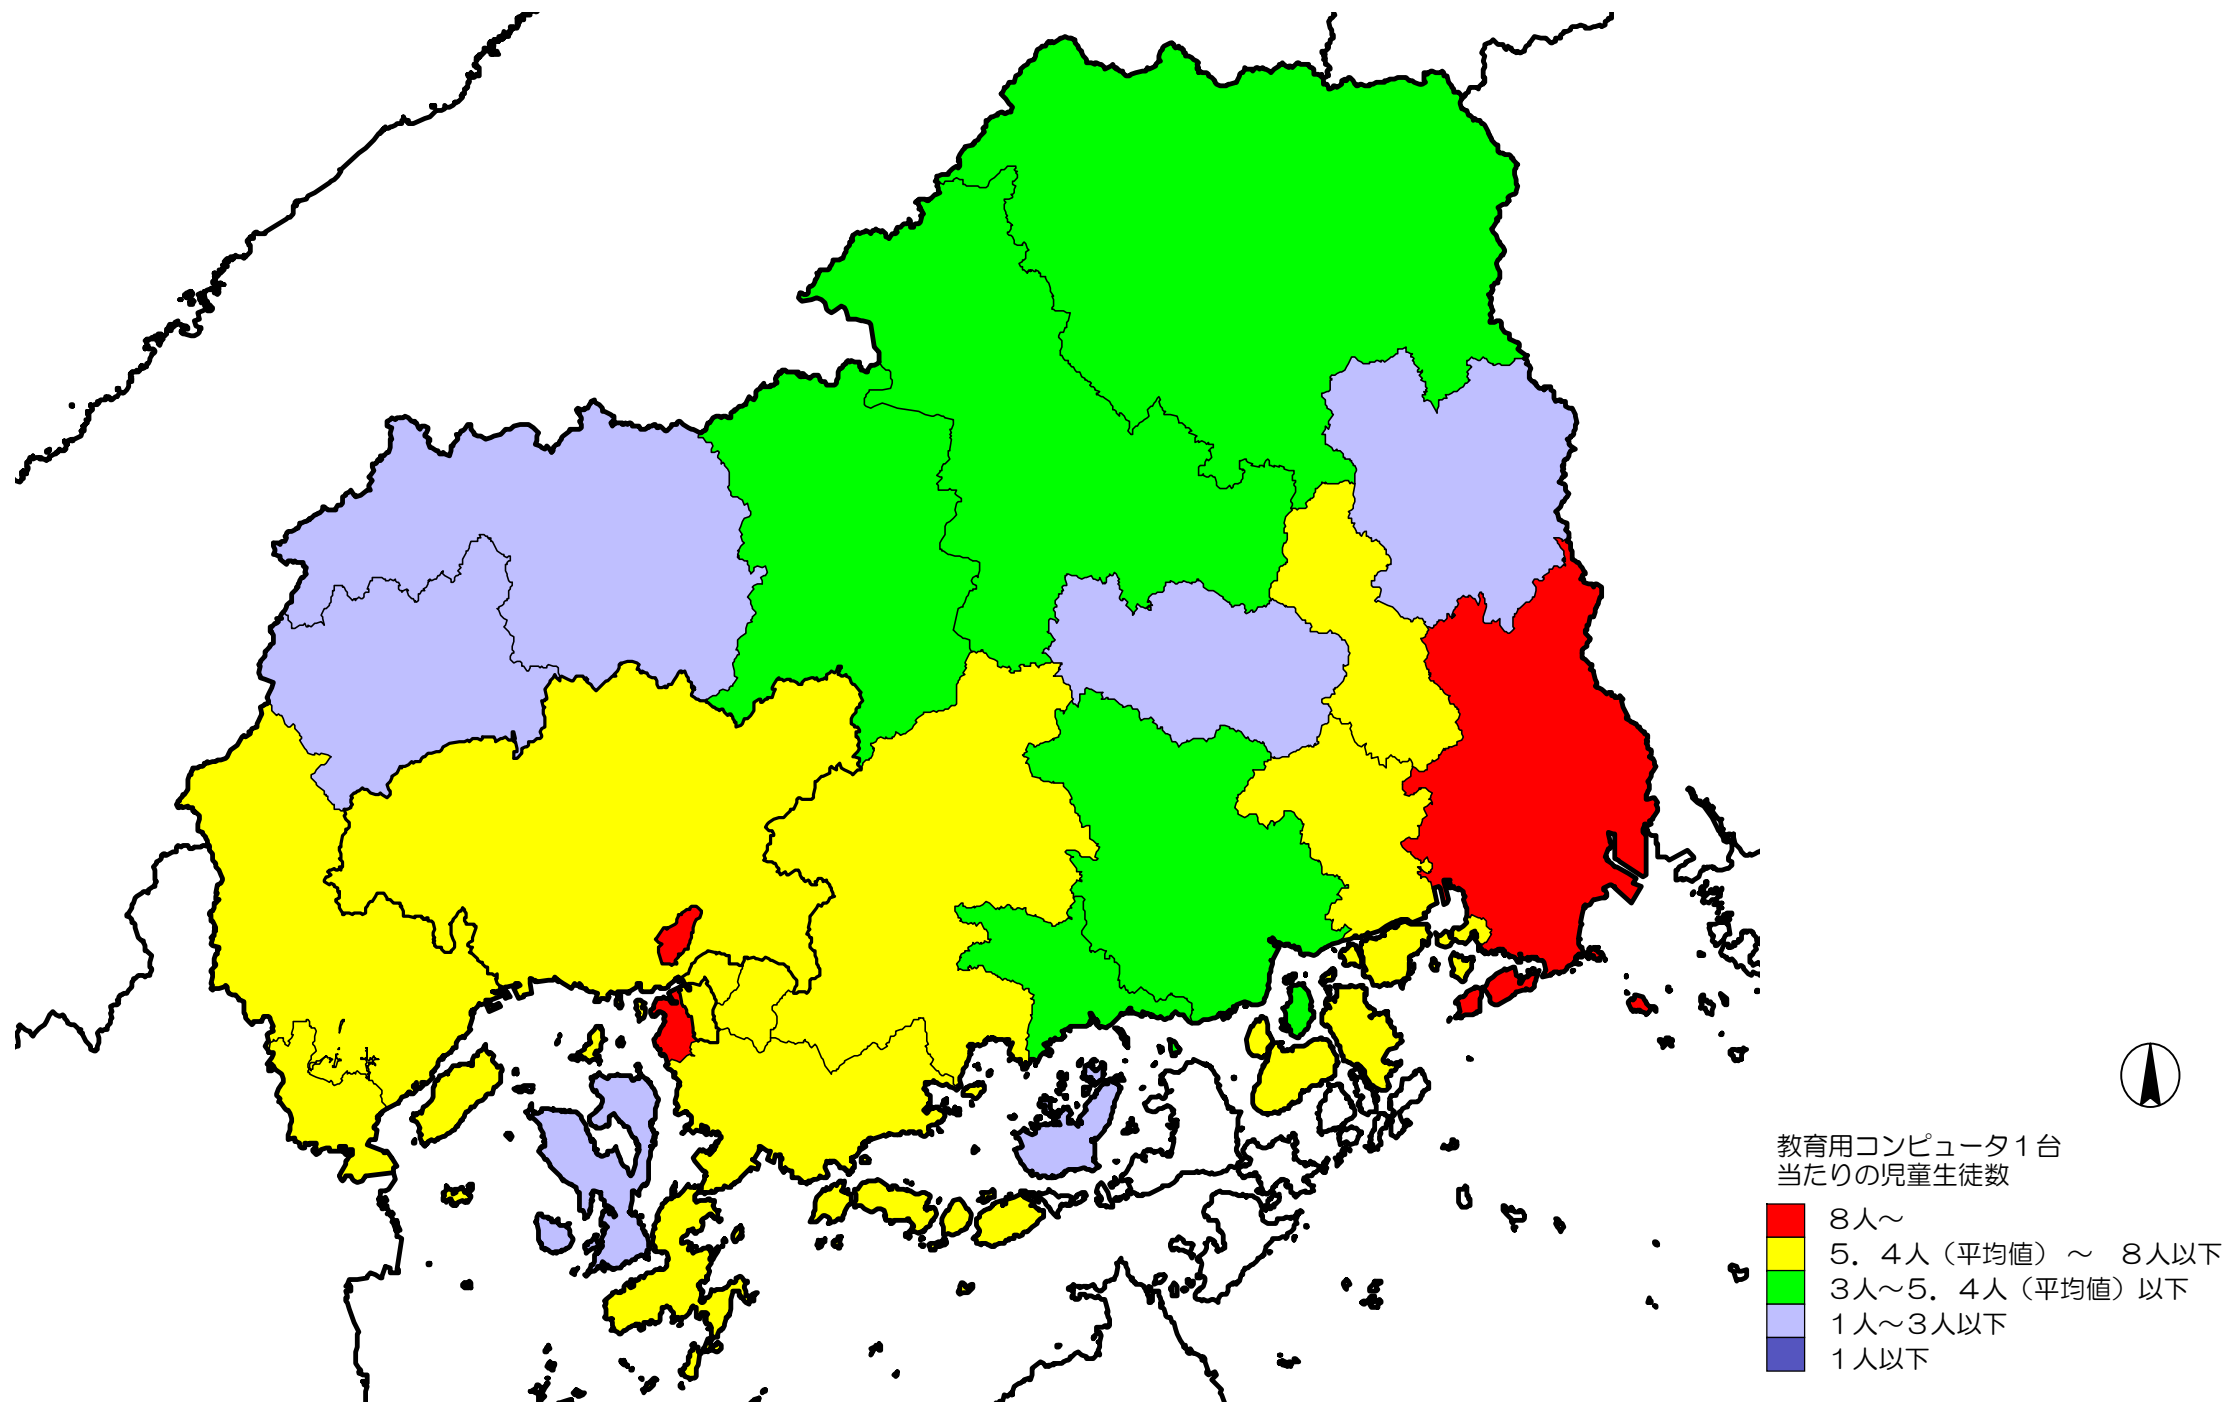 教育用コンピュータ１台
当たりの児童生徒数
８人～
５．４人（平均値）～　８人以下
３人～５．４人（平均値）以下
１人～３人以下
１人以下